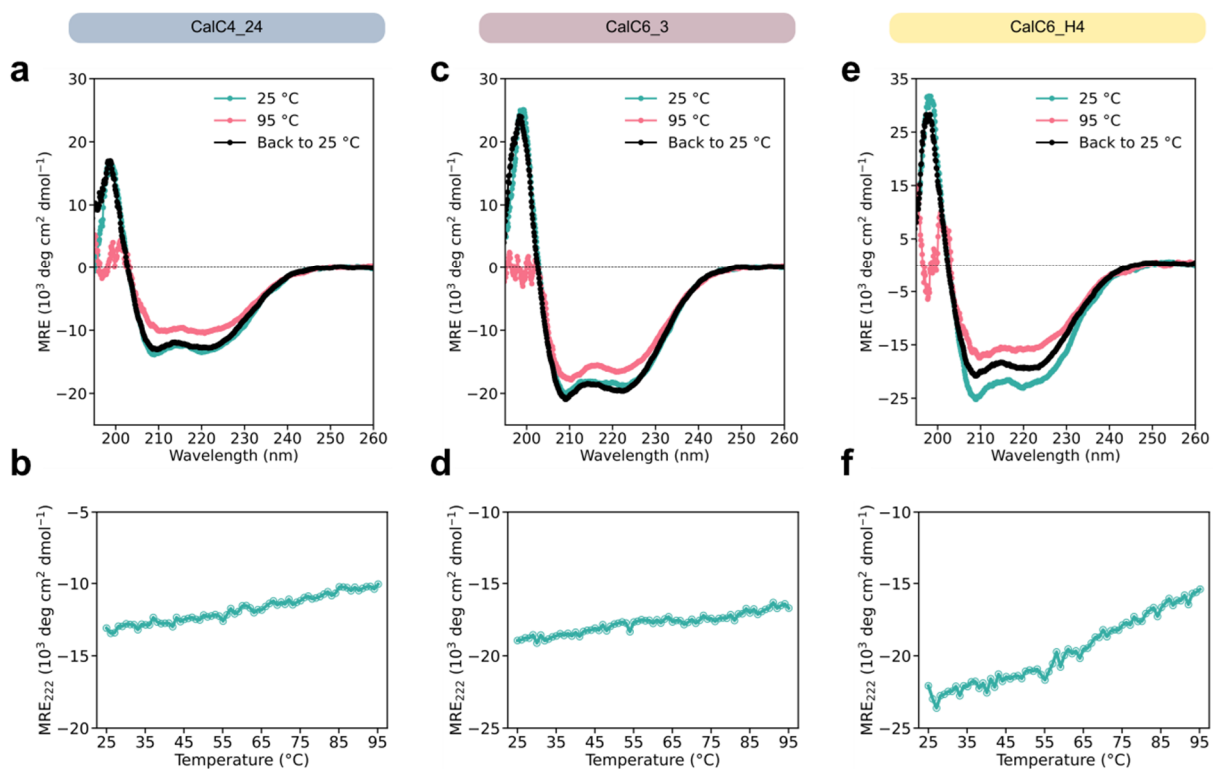 CalC4_24
CalC6_3
CalC6_H4
a
MRE (10³ deg cm² dmol⁻¹)
30
20
10
0
−10
−20
25 °C
95 °C
Back to 25 °C
200 210 220 230 240 250 260
Wavelength (nm)
c
MRE (10³ deg cm² dmol⁻¹)
30
20
10
0
−10
−20
25 °C
95 °C
Back to 25 °C
200 210 220 230 240 250 260
Wavelength (nm)
e
MRE (10³ deg cm² dmol⁻¹)
35
25
15
5
−5
−15
−25
25 °C
95 °C
Back to 25 °C
200 210 220 230 240 250 260
Wavelength (nm)
b
MRE₂₂₂ (10³ deg cm² dmol⁻¹)
−5
−10
−15
−20
25 35 45 55 65 75 85 95
Temperature (°C)
d
MRE₂₂₂ (10³ deg cm² dmol⁻¹)
−10
−15
−20
−25
25 35 45 55 65 75 85 95
Temperature (°C)
f
MRE₂₂₂ (10³ deg cm² dmol⁻¹)
−10
−15
−20
−25
25 35 45 55 65 75 85 95
Temperature (°C)